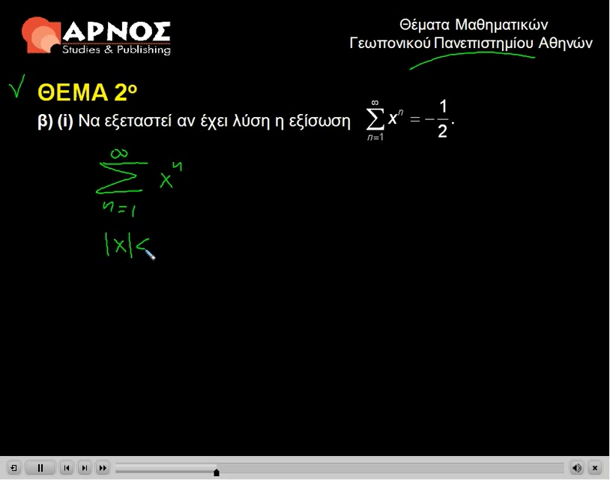 ΑΡΝΟΣ
Studies & Publishing
Θέματα Μαθηματικών
Γεωπονικού Πανεπιστημίου Αθηνών
✓ ΘΕΜΑ 2º
β) (i) Να εξεταστεί αν έχει λύση η εξίσωση ∑_{n=1}^{∞} xⁿ = -1/2.
∑_{n=1}^{∞} xⁿ
|x|<